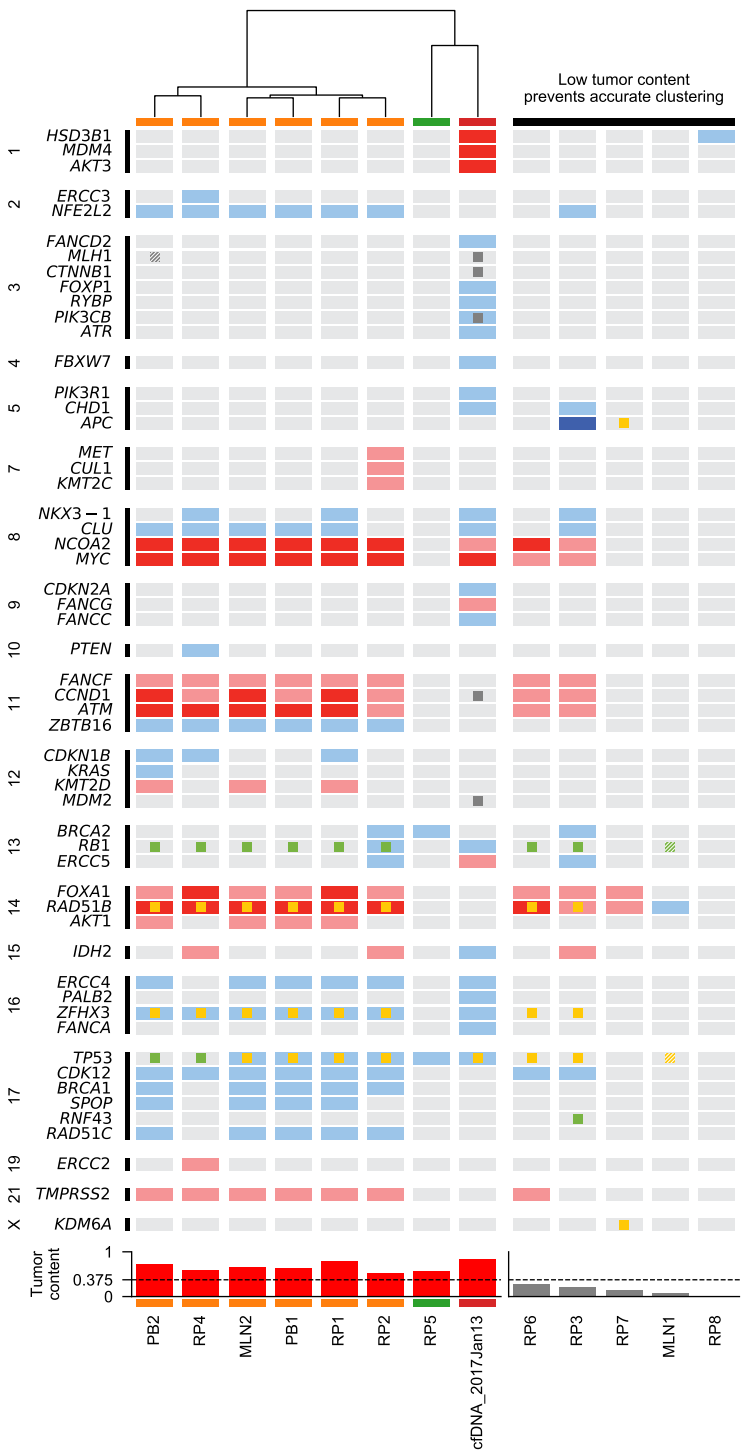 Low tumor content
prevents accurate clustering
1
HSD3B1
MDM4
AKT3
2
ERCC3
NFE2L2
3
FANCD2
MLH1
CTNNB1
FOXP1
RYBP
PIK3CB
ATR
4
FBXW7
5
PIK3R1
CHD1
APC
7
MET
CUL1
KMT2C
8
NKX3−1
CLU
NCOA2
MYC
9
CDKN2A
FANCG
FANCC
10
PTEN
11
FANCF
CCND1
ATM
ZBTB16
12
CDKN1B
KRAS
KMT2D
MDM2
13
BRCA2
RB1
ERCC5
14
FOXA1
RAD51B
AKT1
15
IDH2
16
ERCC4
PALB2
ZFHX3
FANCA
17
TP53
CDK12
BRCA1
SPOP
RNF43
RAD51C
19
ERCC2
21
TMPRSS2
X
KDM6A
Tumor
content
1
0.375
0
PB2
RP4
MLN2
PB1
RP1
RP2
RP5
cfDNA_2017Jan13
RP6
RP3
RP7
MLN1
RP8